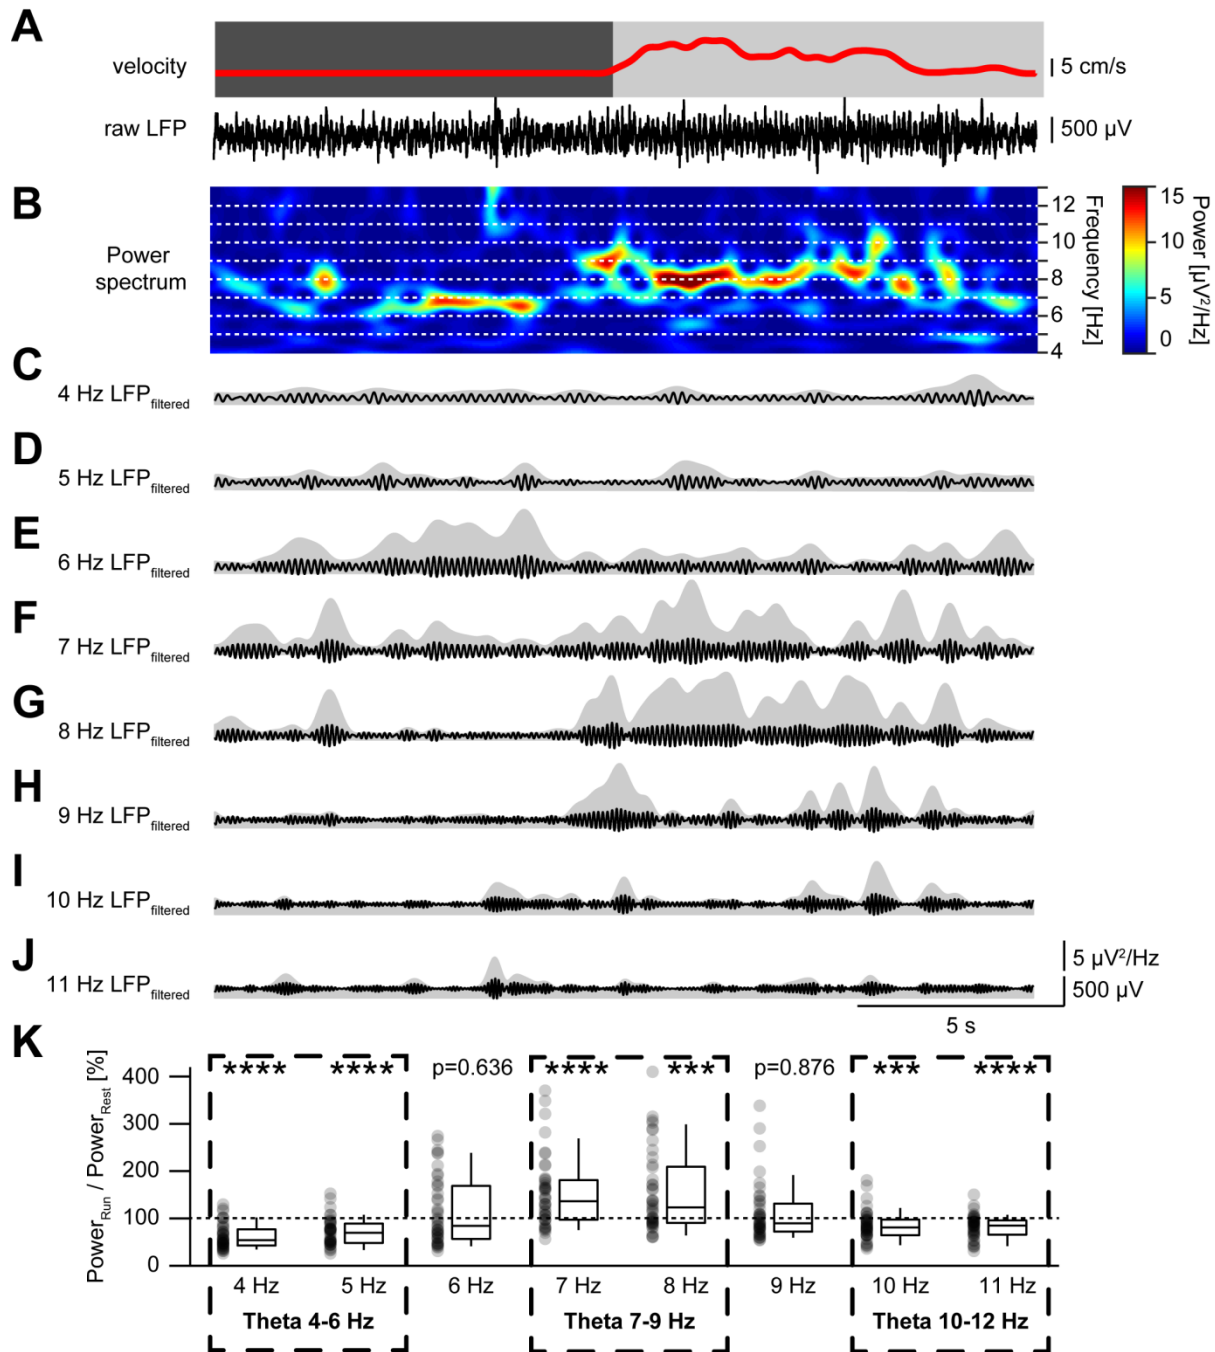 A
velocity
5 cm/s
raw LFP
500 µV
B
Power
spectrum
12
10
8
6
4
Frequency [Hz]
15
10
5
0
Power [µV²/Hz]
C
4 Hz LFPfiltered
D
5 Hz LFPfiltered
E
6 Hz LFPfiltered
F
7 Hz LFPfiltered
G
8 Hz LFPfiltered
H
9 Hz LFPfiltered
I
10 Hz LFPfiltered
J
11 Hz LFPfiltered
5 µV²/Hz
500 µV
5 s
K
PowerRun / PowerRest [%]
400
300
200
100
0
**** **** p=0.636 **** *** p=0.876 *** ****
4 Hz 5 Hz 6 Hz 7 Hz 8 Hz 9 Hz 10 Hz 11 Hz
Theta 4-6 Hz Theta 7-9 Hz Theta 10-12 Hz